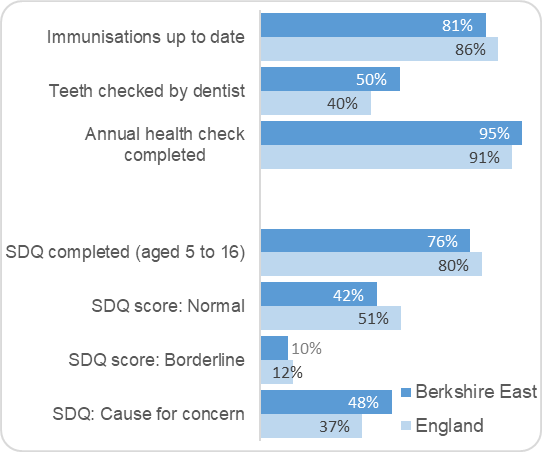 Immunisations up to date
81%
86%
Teeth checked by dentist
50%
40%
Annual health check
completed
95%
91%
SDQ completed (aged 5 to 16)
76%
80%
SDQ score: Normal
42%
51%
SDQ score: Borderline
10%
12%
SDQ: Cause for concern
48%
37%
Berkshire East
England